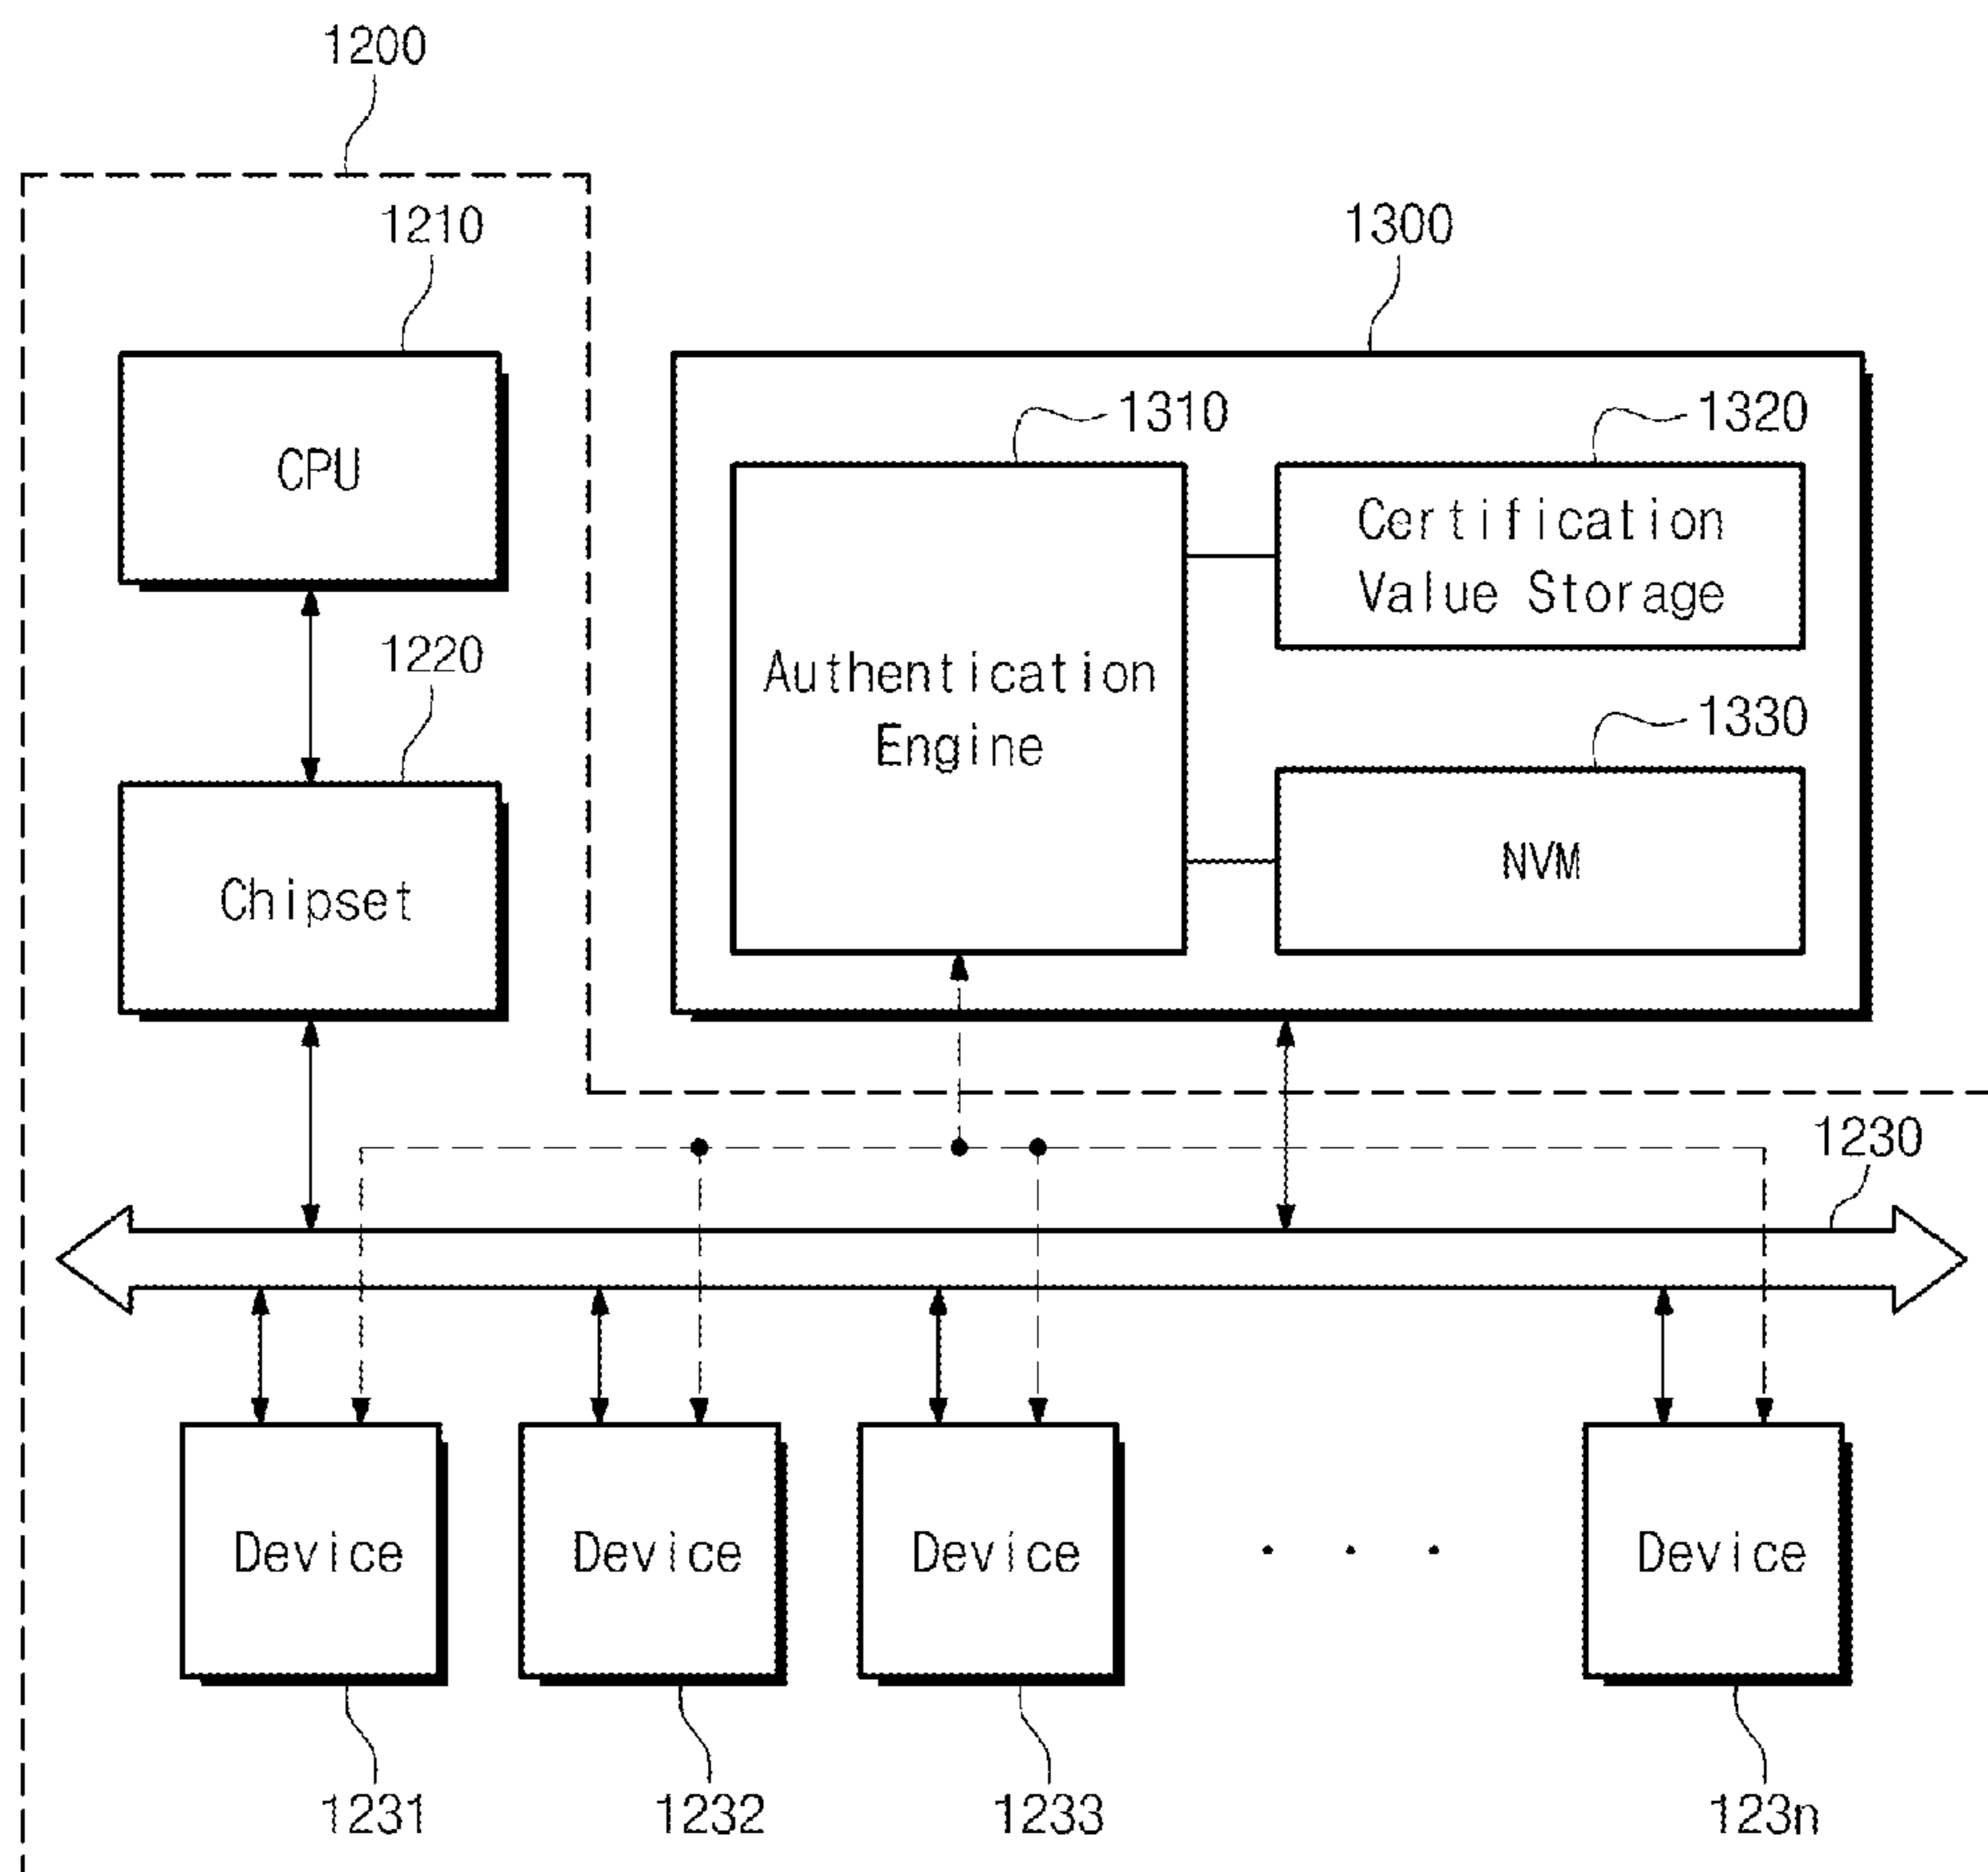 1200
1210
1300
CPU
1310
1320
Certification
Value Storage
Authentication
Engine
1220
1330
Chipset
NVM
1230
Device
Device
Device
. . .
Device
1231
1232
1233
123n